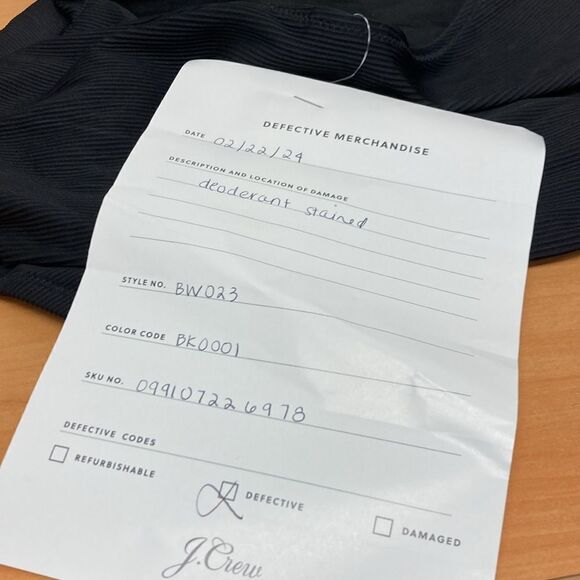 DEFECTIVE MERCHANDISE
DATE 02/22/24
DESCRIPTION AND LOCATION OF DAMAGE
deoderant stained
STYLE NO. BW023
COLOR CODE BK0001
SKU NO. 099107226978
DEFECTIVE CODES
REFURBISHABLE
DEFECTIVE
DAMAGED
J.Crew